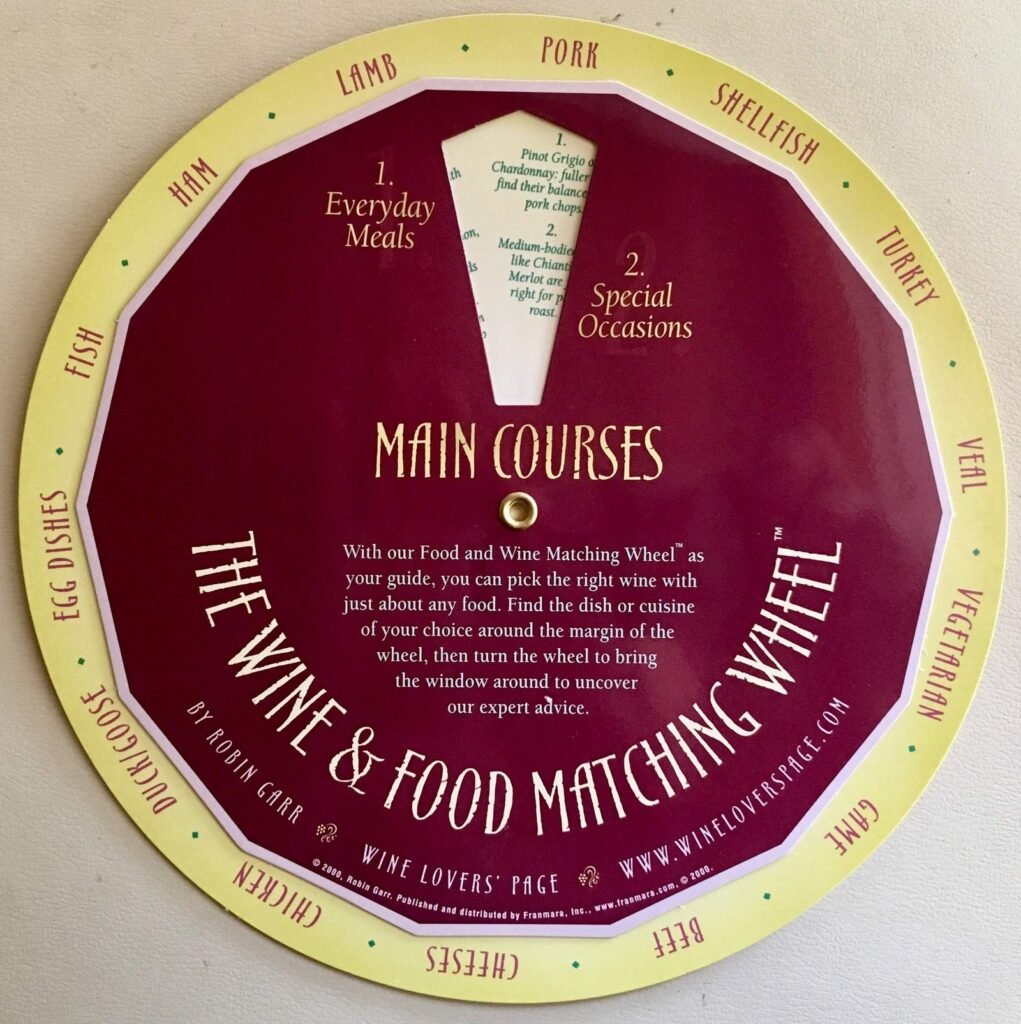 LAMB
PORK
SHELLFISH
TURKEY
VEAL
VEGETARIAN
GAME
BEEF
CHEESES
CHICKEN
DUCK/GOOSE
EGG DISHES
FISH
HAM
1.
Everyday
Meals
th
on,
ds
1.
Pinot Grigio o
Chardonnay: fuller
find their balance
pork chops.
2.
Medium-bodie
like Chianti
Merlot are
right for p
roast.
2.
Special
Occasions
MAIN COURSES
With our Food and Wine Matching Wheel™ as
your guide, you can pick the right wine with
just about any food. Find the dish or cuisine
of your choice around the margin of the
wheel, then turn the wheel to bring
the window around to uncover
our expert advice.
THE WINE & FOOD MATCHING WHEEL™
BY ROBIN GARR WINE LOVERS' PAGE WWW.WINELOVERSPAGE.COM
© 2000, Robin Garr, Published and distributed by Franmara, Inc., www.franmara.com, © 2000.